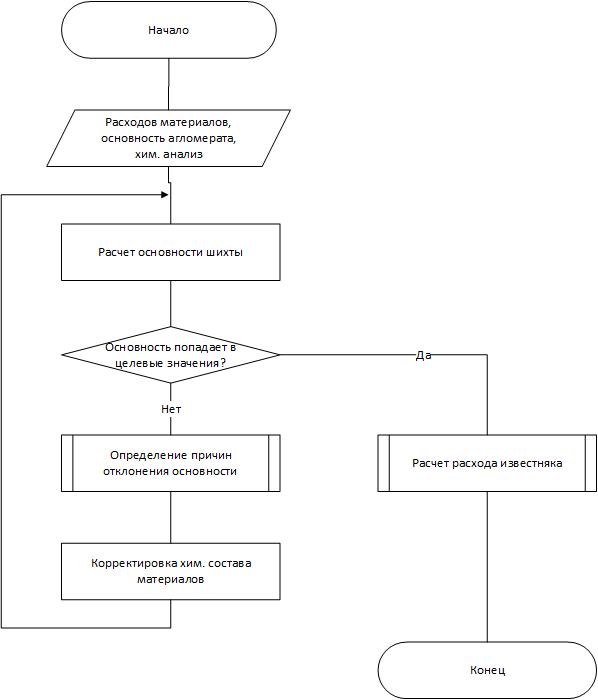 Начало
Расходов материалов,
основность агломерата,
хим. анализ
Расчет основности шихты
Основность попадает в
целевые значения?
Да
Нет
Определение причин
отклонения основности
Расчет расхода известняка
Корректировка хим. состава
материалов
Конец